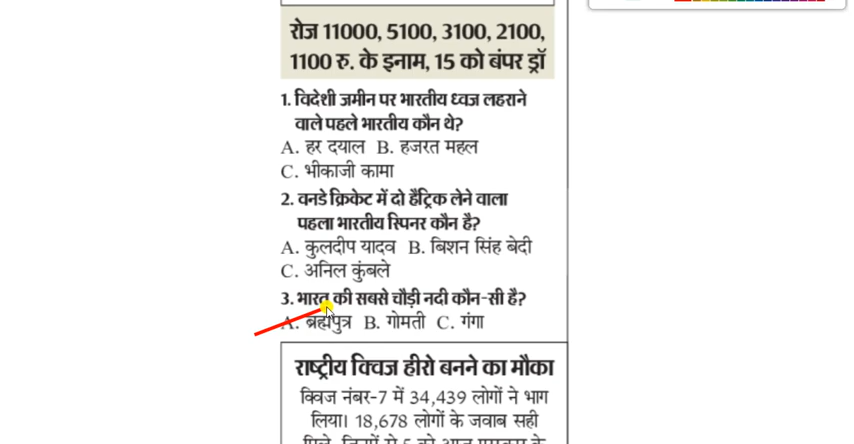 रोज 11000, 5100, 3100, 2100,
1100 रु. के इनाम, 15 को बंपर ड्रॉ
1. विदेशी जमीन पर भारतीय ध्वज लहराने
वाले पहले भारतीय कौन थे?
A. हर दयाल B. हजरत महल
C. भीकाजी कामा
2. वनडे क्रिकेट में दो हैट्रिक लेने वाला
पहला भारतीय स्पिनर कौन है?
A. कुलदीप यादव B. बिशन सिंह बेदी
C. अनिल कुंबले
3. भारत की सबसे चौड़ी नदी कौन-सी है?
A. ब्रह्मपुत्र B. गोमती C. गंगा
राष्ट्रीय क्विज हीरो बनने का मौका
क्विज नंबर-7 में 34,439 लोगों ने भाग
लिया। 18,678 लोगों के जवाब सही